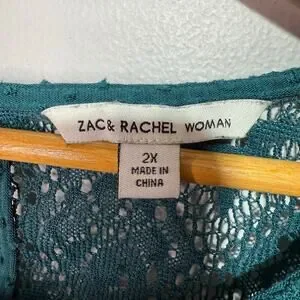 ZAC & RACHEL WOMAN
2X
MADE IN
CHINA